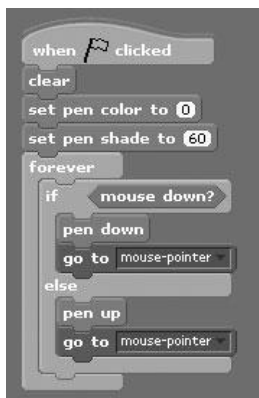 when clicked
clear
set pen color to 0
set pen shade to 60
forever
if mouse down?
pen down
go to mouse-pointer
else
pen up
go to mouse-pointer